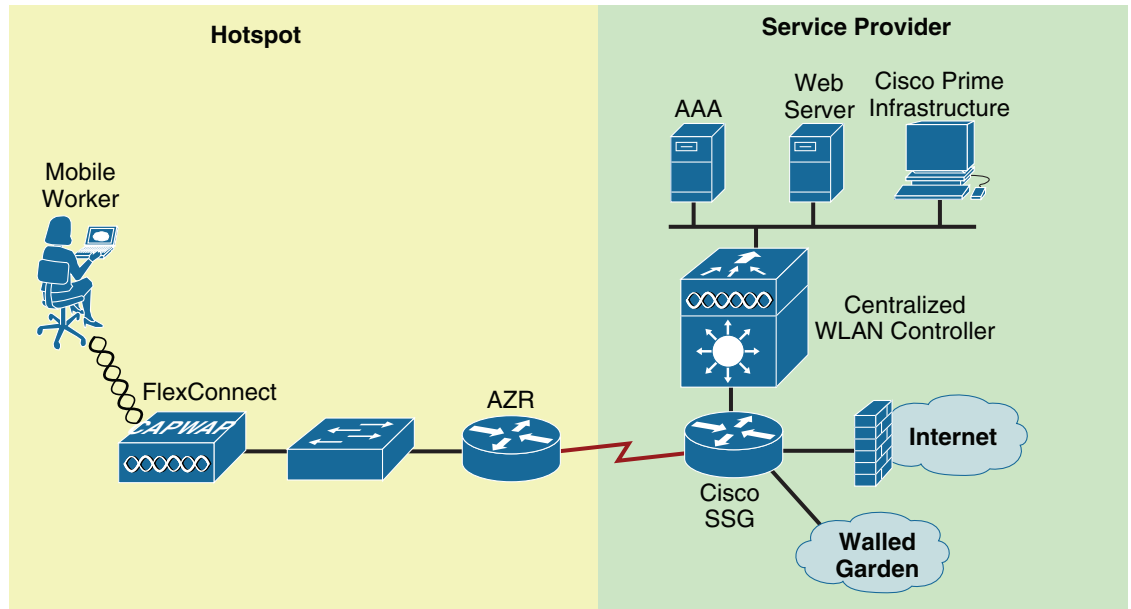 Hotspot
Service Provider
AAA
Web
Server
Cisco Prime
Infrastructure
Mobile
Worker
Centralized
WLAN Controller
FlexConnect
CAPWAP
AZR
Internet
Cisco
SSG
Walled
Garden